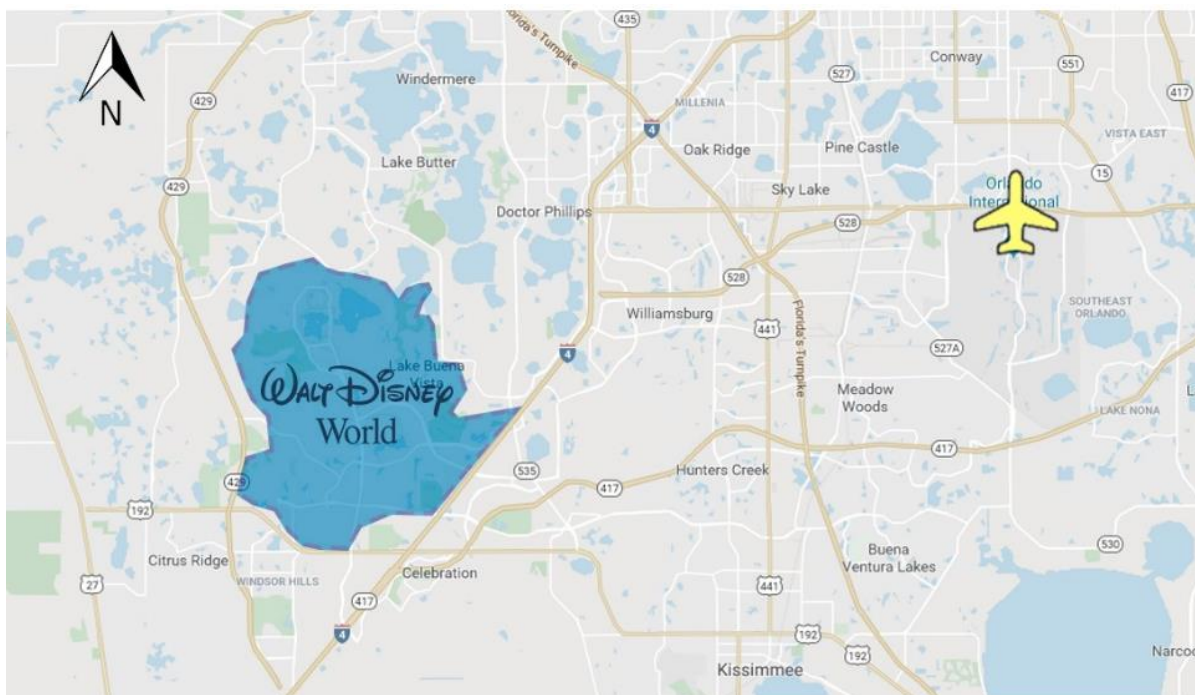 Florida's Turnpike
435
527
Conway
551
Windermere
429
417
MILLENIA
4
VISTA EAST
Oak Ridge
Pine Castle
N
Lake Butter
429
15
Sky Lake
Orlando
International
Doctor Phillips
528
528
Williamsburg
SOUTHEAST
ORLANDO
441
Florida's Turnpike
527A
4
Lake Buena
Vista
WALT DISNEY
World
Meadow
Woods
LAKE NONA
417
535
Hunters Creek
429
417
192
530
Citrus Ridge
Buena
Ventura Lakes
WINDSOR HILLS
Celebration
27
441
417
4
192
192
Kissimmee